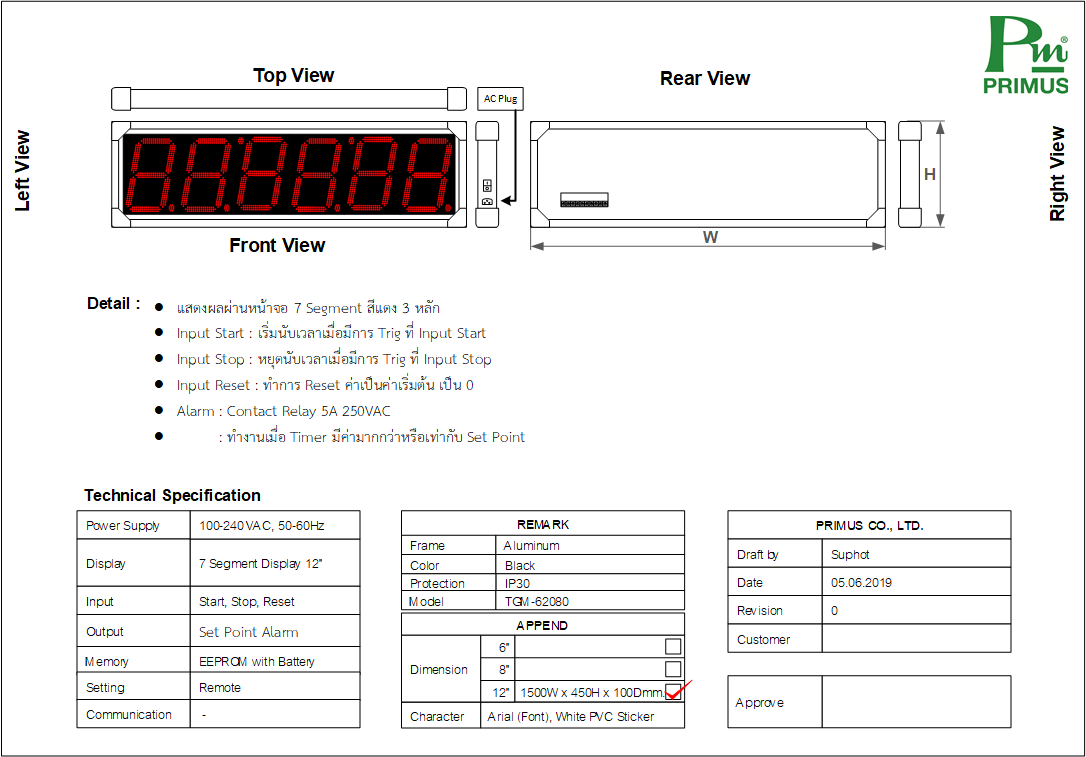 Pm®
PRIMUS
Top View
Rear View
AC Plug
Left View
Right View
H
W
Front View
Detail :
● แสดงผลผ่านหน้าจอ 7 Segment สีแดง 3 หลัก
● Input Start : เริ่มนับเวลาเมื่อมีการ Trig ที่ Input Start
● Input Stop : หยุดนับเวลาเมื่อมีการ Trig ที่ Input Stop
● Input Reset : ทำการ Reset ค่าเป็นค่าเริ่มต้น เป็น 0
● Alarm : Contact Relay 5A 250VAC
● : ทำงานเมื่อ Timer มีค่ามากกว่าหรือเท่ากับ Set Point
Technical Specification
Power Supply 100-240VAC, 50-60Hz
Display 7 Segment Display 12"
Input Start, Stop, Reset
Output Set Point Alarm
Memory EEPROM with Battery
Setting Remote
Communication -
REMARK
Frame Aluminum
Color Black
Protection IP30
Model TGM-62080
APPEND
Dimension
6"
8"
12" 1500W x 450H x 100Dmm.
Character Arial (Font), White PVC Sticker
PRIMUS CO., LTD.
Draft by Suphot
Date 05.06.2019
Revision 0
Customer
Approve